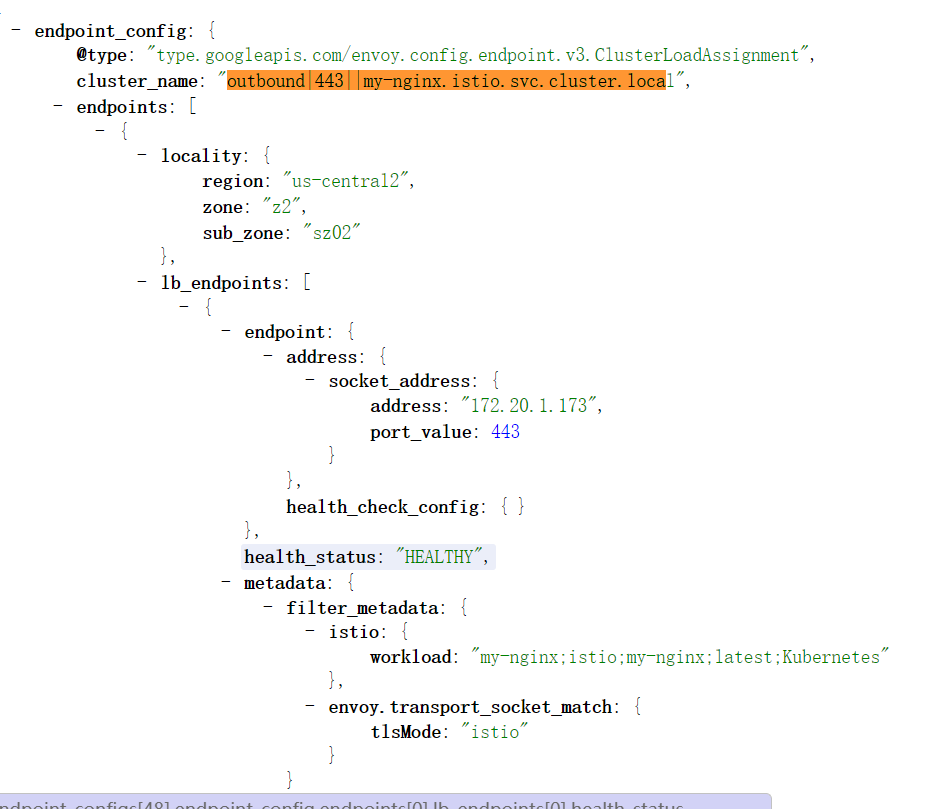 − endpoint_config: {
@type: "type.googleapis.com/envoy.config.endpoint.v3.ClusterLoadAssignment",
cluster_name: "outbound|443||my-nginx.istio.svc.cluster.local",
− endpoints: [
− {
− locality: {
region: "us-central2",
zone: "z2",
sub_zone: "sz02"
},
− lb_endpoints: [
− {
− endpoint: {
− address: {
− socket_address: {
address: "172.20.1.173",
port_value: 443
}
},
health_check_config: { }
},
health_status: "HEALTHY",
− metadata: {
− filter_metadata: {
− istio: {
workload: "my-nginx;istio;my-nginx;latest;Kubernetes"
},
− envoy.transport_socket_match: {
tlsMode: "istio"
}
}
ndpoint_configs[48].endpoint_config.endpoints[0].lb_endpoints[0].health_status